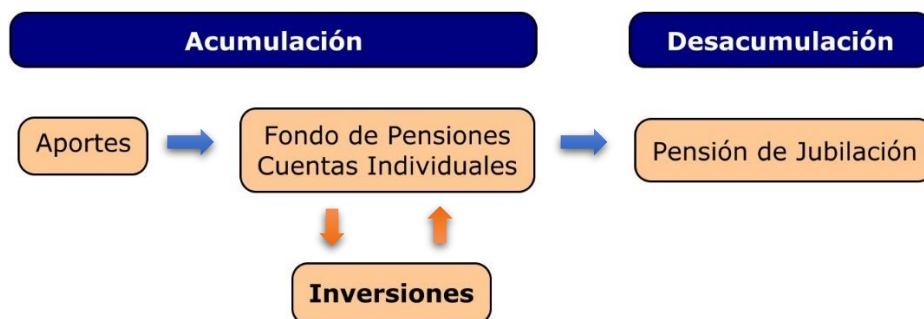 Acumulación
Desacumulación
Aportes
Fondo de Pensiones
Cuentas Individuales
Pensión de Jubilación
Inversiones